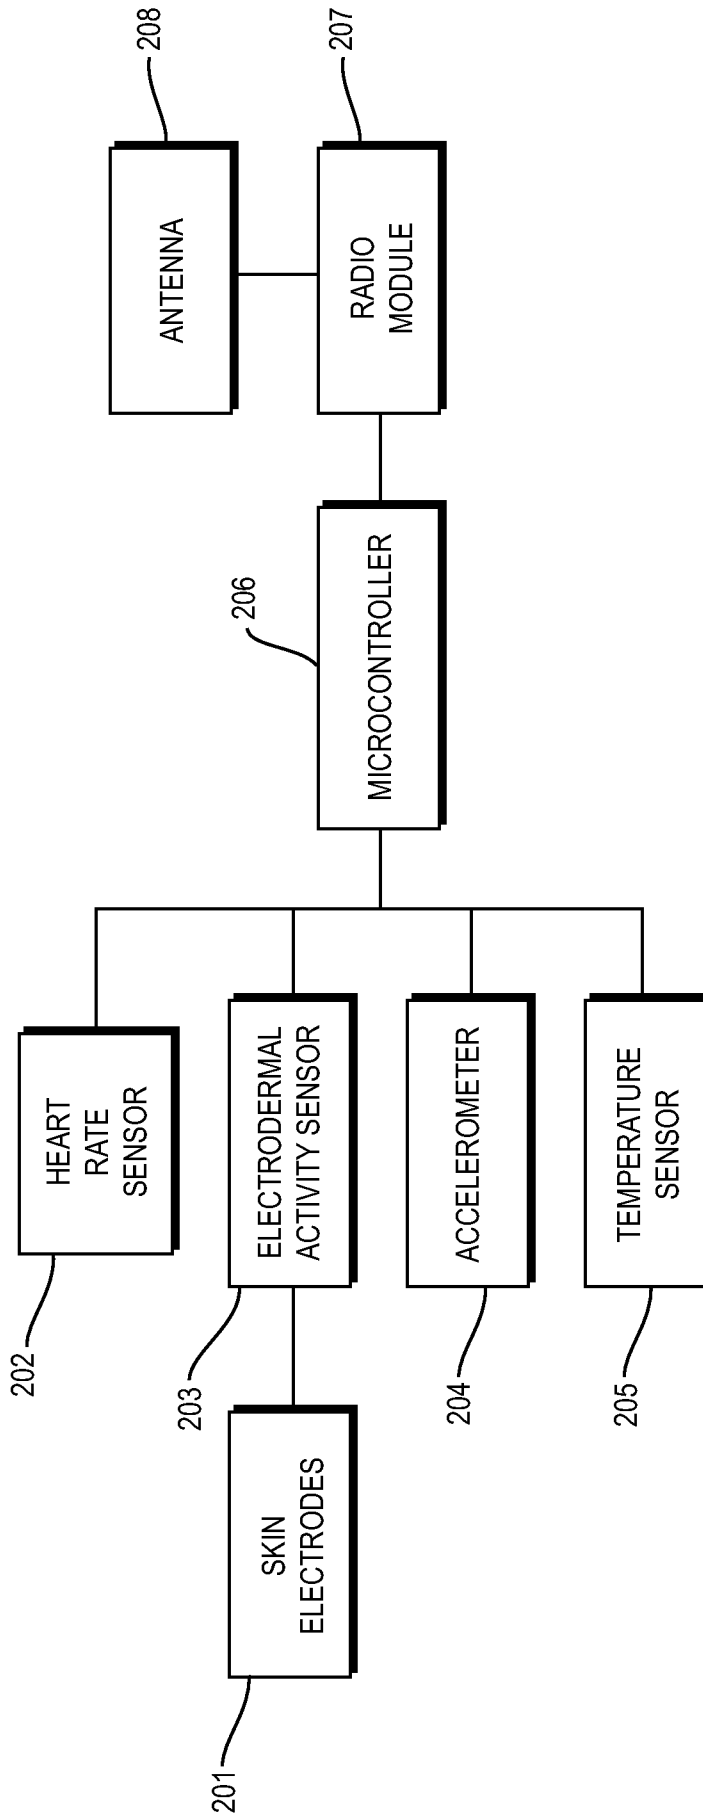 202
HEART
RATE
SENSOR
208
ANTENNA
201
SKIN
ELECTRODES
203
ELECTRODERMAL
ACTIVITY SENSOR
206
MICROCONTROLLER
207
RADIO
MODULE
204
ACCELEROMETER
205
TEMPERATURE
SENSOR